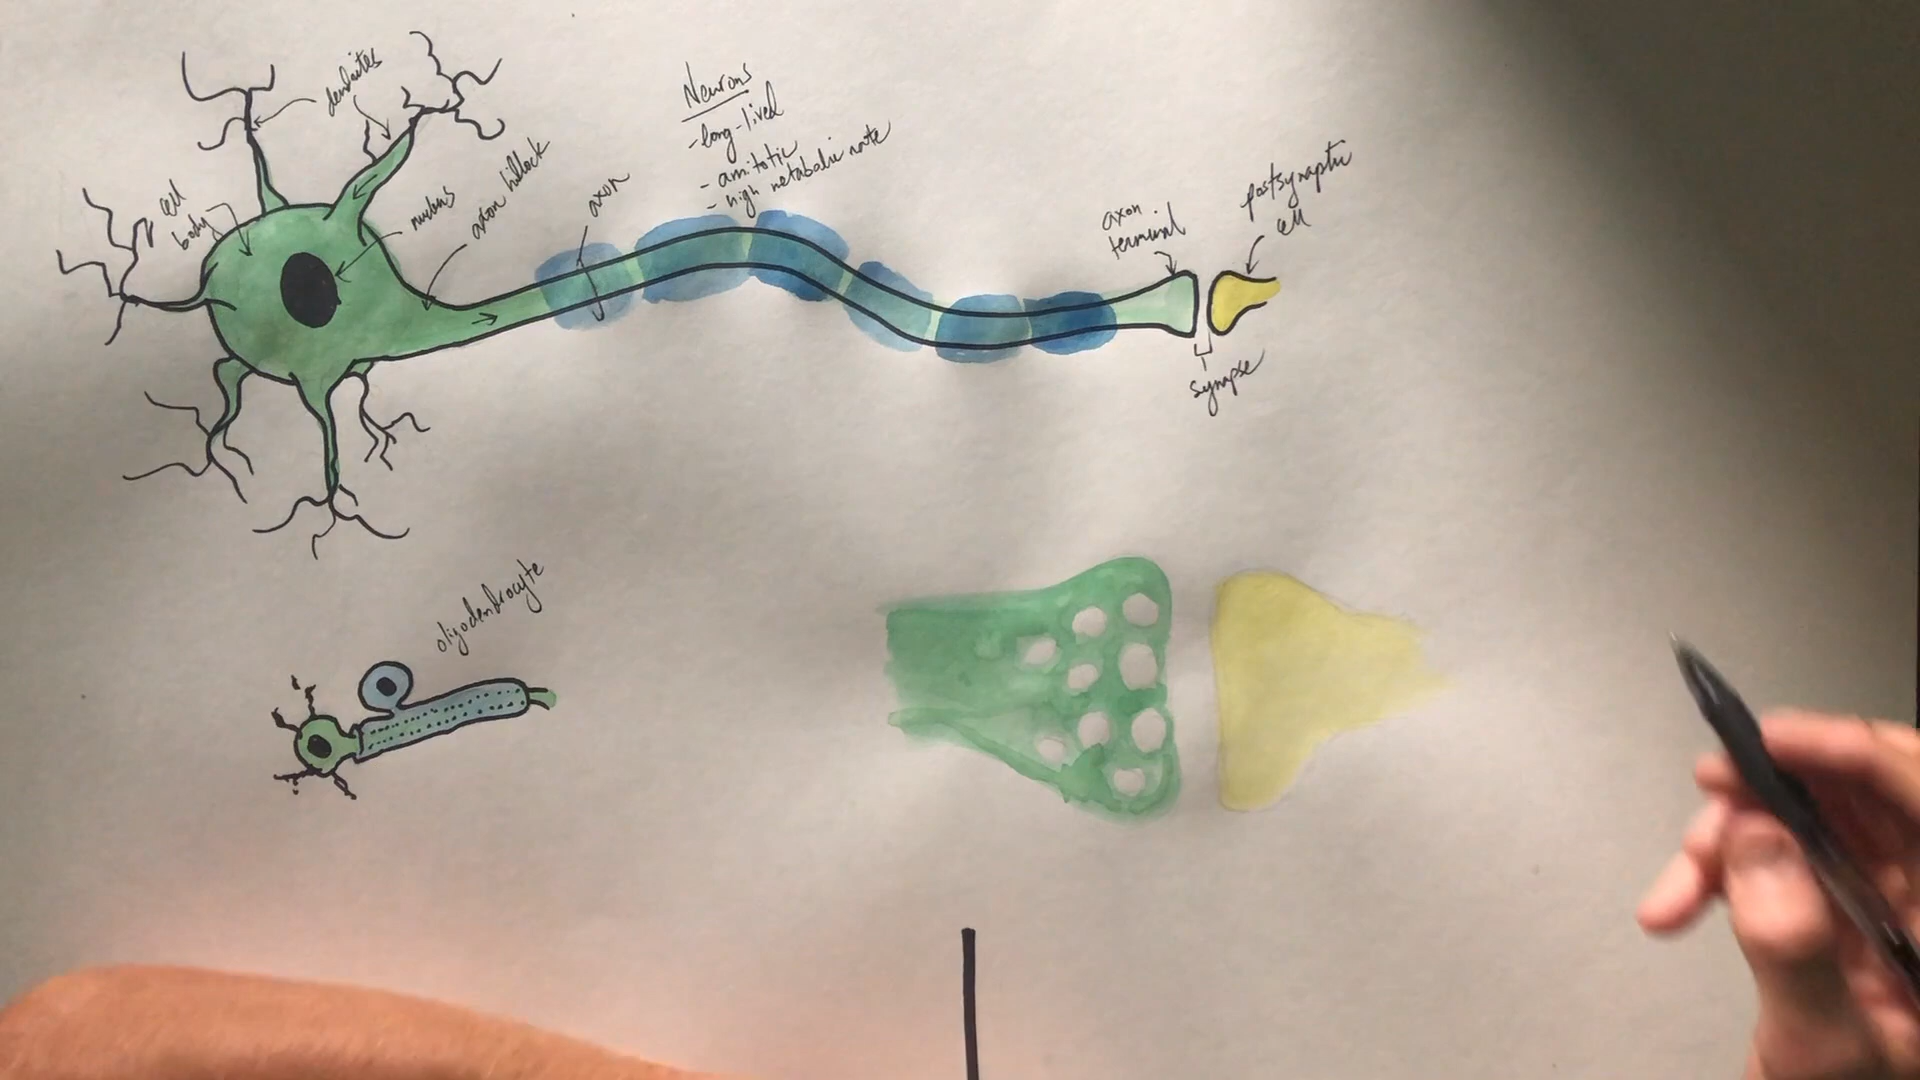 dendrites
Neurons
- long-lived
- amitotic
- high metabolic rate
cell
body
nucleus
axon hillock
axon
axon
terminal
postsynaptic
cell
synapse
oligodendrocyte